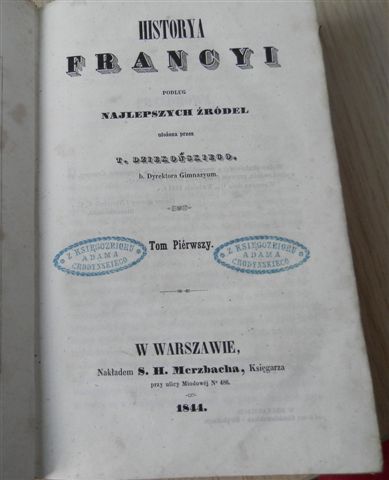 HISTORYA
FRANCYI
PODŁUG
NAJLEPSZYCH ŹRÓDEŁ
ułożona przez
T. DZIEKOŃSKIEGO,
b. Dyrektora Gimnazyum.
Tom Piérwszy.
Z KSIĘGOZBIORU
ADAMA
CHODYŃSKIEGO
Z KSIĘGOZBIORU
ADAMA
CHODYŃSKIEGO
W WARSZAWIE,
Nakładem S. H. Merzbacha, Księgarza
przy ulicy Miodowéj Nº 486.
1844.